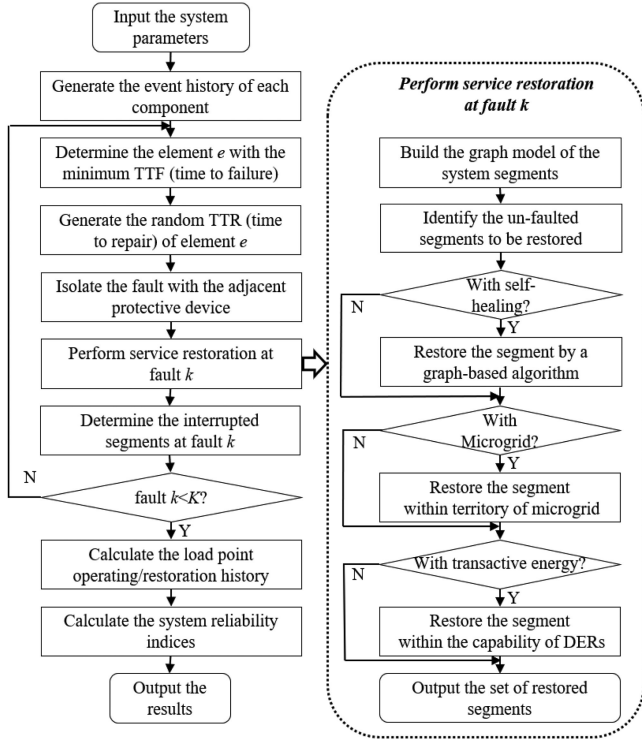 Input the system
parameters
Generate the event history of each
component
Determine the element e with the
minimum TTF (time to failure)
Generate the random TTR (time
to repair) of element e
Isolate the fault with the adjacent
protective device
Perform service restoration at
fault k
Determine the interrupted
segments at fault k
N
fault k<K?
Y
Calculate the load point
operating/restoration history
Calculate the system reliability
indices
Output the
results
Perform service restoration
at fault k
Build the graph model of the
system segments
Identify the un-faulted
segments to be restored
With self-
healing?
N
Y
Restore the segment by a
graph-based algorithm
With
Microgrid?
N
Y
Restore the segment
within territory of microgrid
With transactive energy?
N
Y
Restore the segment
within the capability of DERs
Output the set of restored
segments